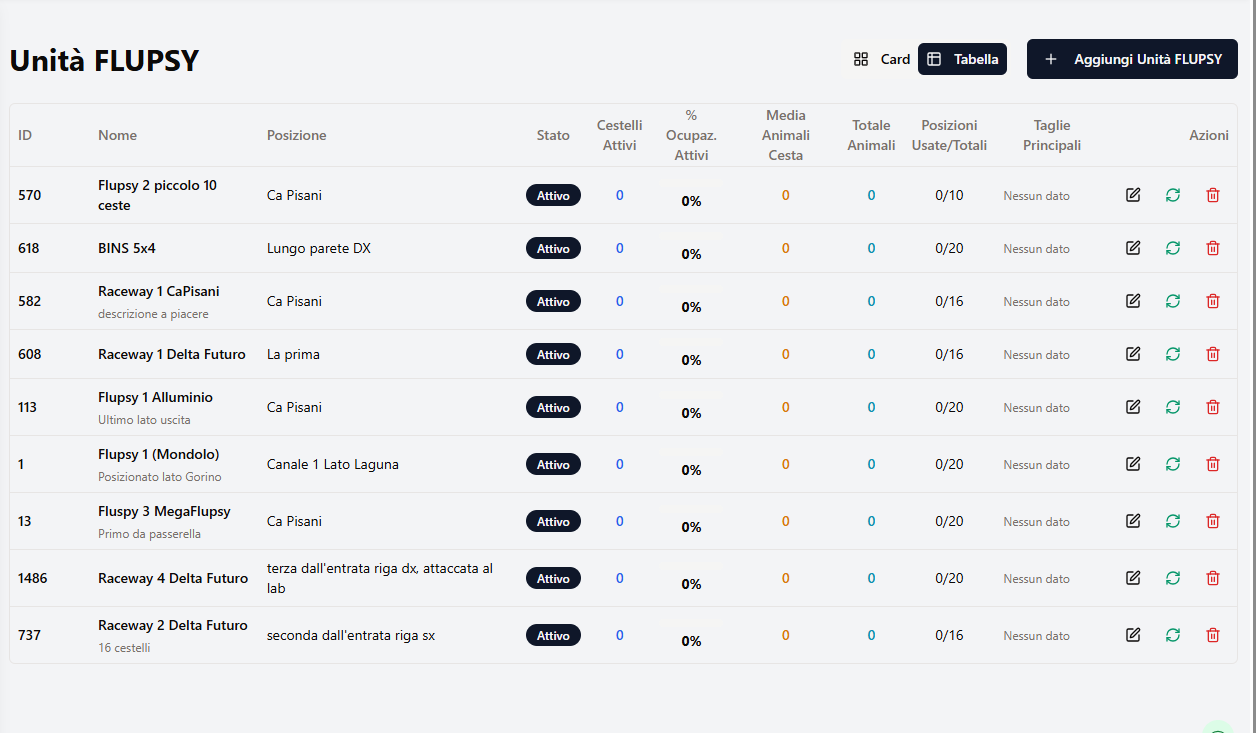 Unità FLUPSY
Card
Tabella
Aggiungi Unità FLUPSY
ID Nome Posizione Stato Cestelli Attivi % Ocupaz. Attivi Media Animali Cesta Totale Animali Posizioni Usate/Totali Taglie Principali Azioni
570 Flupsy 2 piccolo 10 ceste Ca Pisani Attivo 0 0% 0 0 0/10 Nessun dato
618 BINS 5x4 Lungo parete DX Attivo 0 0% 0 0 0/20 Nessun dato
582 Raceway 1 CaPisani Ca Pisani Attivo 0 0% 0 0 0/16 Nessun dato
descrizione a piacere
608 Raceway 1 Delta Futuro La prima Attivo 0 0% 0 0 0/16 Nessun dato
113 Flupsy 1 Alluminio Ca Pisani Attivo 0 0% 0 0 0/20 Nessun dato
Ultimo lato uscita
1 Flupsy 1 (Mondolo) Canale 1 Lato Laguna Attivo 0 0% 0 0 0/20 Nessun dato
Posizionato lato Gorino
13 Fluspy 3 MegaFlupsy Ca Pisani Attivo 0 0% 0 0 0/20 Nessun dato
Primo da passerella
1486 Raceway 4 Delta Futuro terza dall'entrata riga dx, attaccata al lab Attivo 0 0% 0 0 0/20 Nessun dato
737 Raceway 2 Delta Futuro seconda dall'entrata riga sx Attivo 0 0% 0 0 0/16 Nessun dato
16 cestelli